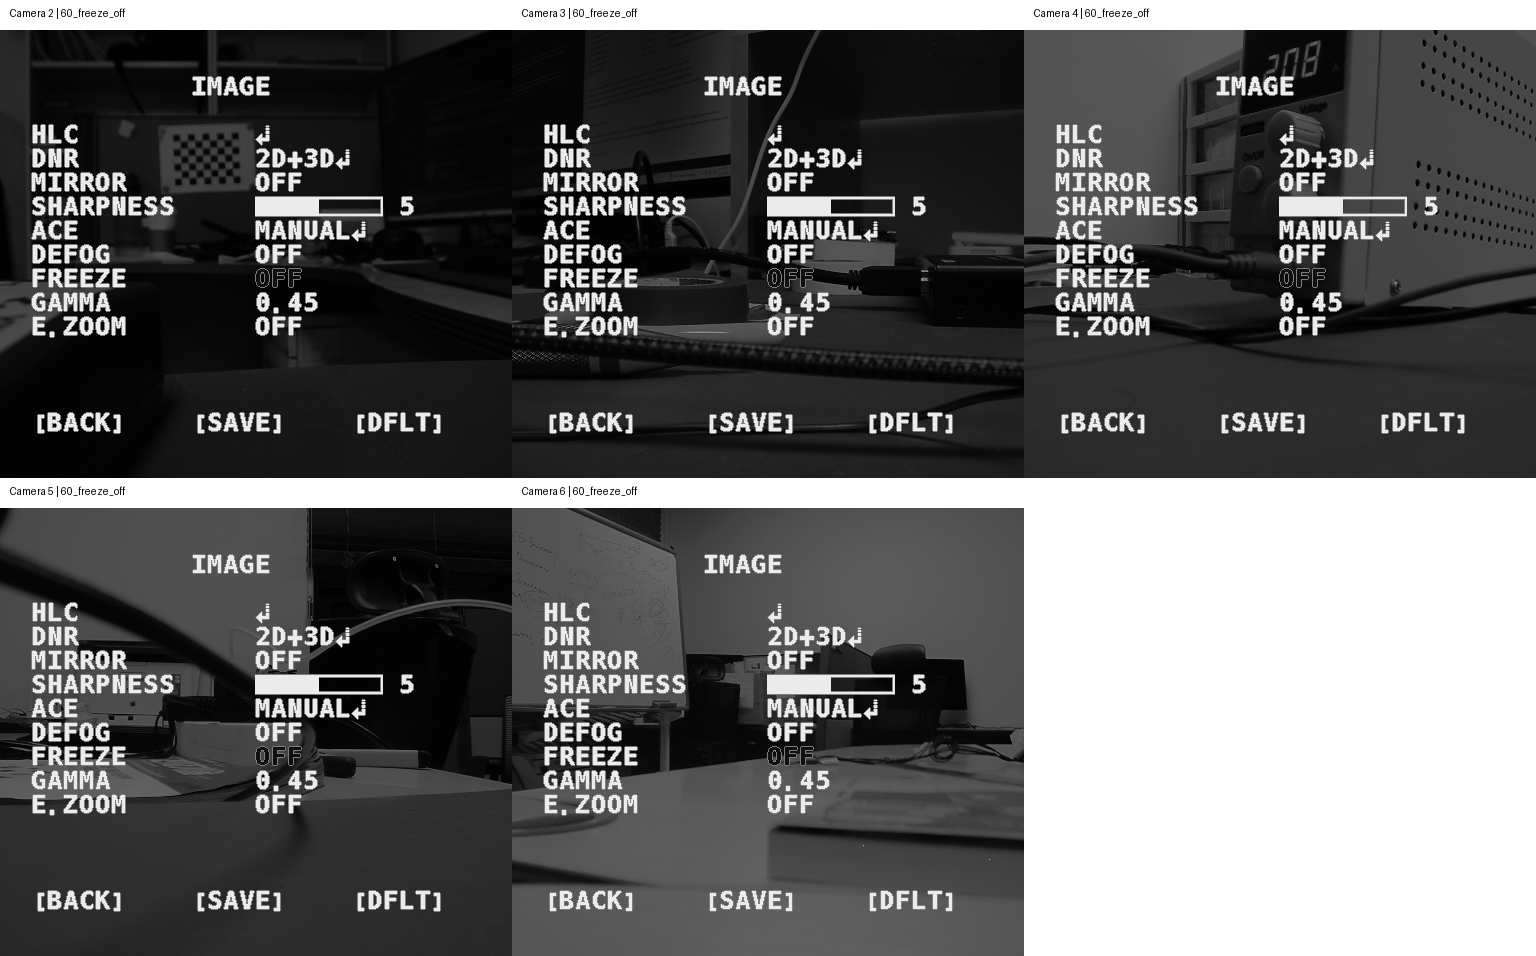 Camera 2 | 60_freeze_off
IMAGE
HLC ↲
DNR 2D+3D↲
MIRROR OFF
SHARPNESS 5
ACE MANUAL↲
DEFOG OFF
FREEZE OFF
GAMMA 0.45
E.ZOOM OFF
[BACK] [SAVE] [DFLT]
Camera 3 | 60_freeze_off
IMAGE
HLC ↲
DNR 2D+3D↲
MIRROR OFF
SHARPNESS 5
ACE MANUAL↲
DEFOG OFF
FREEZE OFF
GAMMA 0.45
E.ZOOM OFF
[BACK] [SAVE] [DFLT]
Camera 4 | 60_freeze_off
208
A
Voltage
On/Off
IMAGE
HLC ↲
DNR 2D+3D↲
MIRROR OFF
SHARPNESS 5
ACE MANUAL↲
DEFOG OFF
FREEZE OFF
GAMMA 0.45
E.ZOOM OFF
[BACK] [SAVE] [DFLT]
Camera 5 | 60_freeze_off
IMAGE
HLC ↲
DNR 2D+3D↲
MIRROR OFF
SHARPNESS 5
ACE MANUAL↲
DEFOG OFF
FREEZE OFF
GAMMA 0.45
E.ZOOM OFF
[BACK] [SAVE] [DFLT]
Camera 6 | 60_freeze_off
IMAGE
HLC ↲
DNR 2D+3D↲
MIRROR OFF
SHARPNESS 5
ACE MANUAL↲
DEFOG OFF
FREEZE OFF
GAMMA 0.45
E.ZOOM OFF
[BACK] [SAVE] [DFLT]